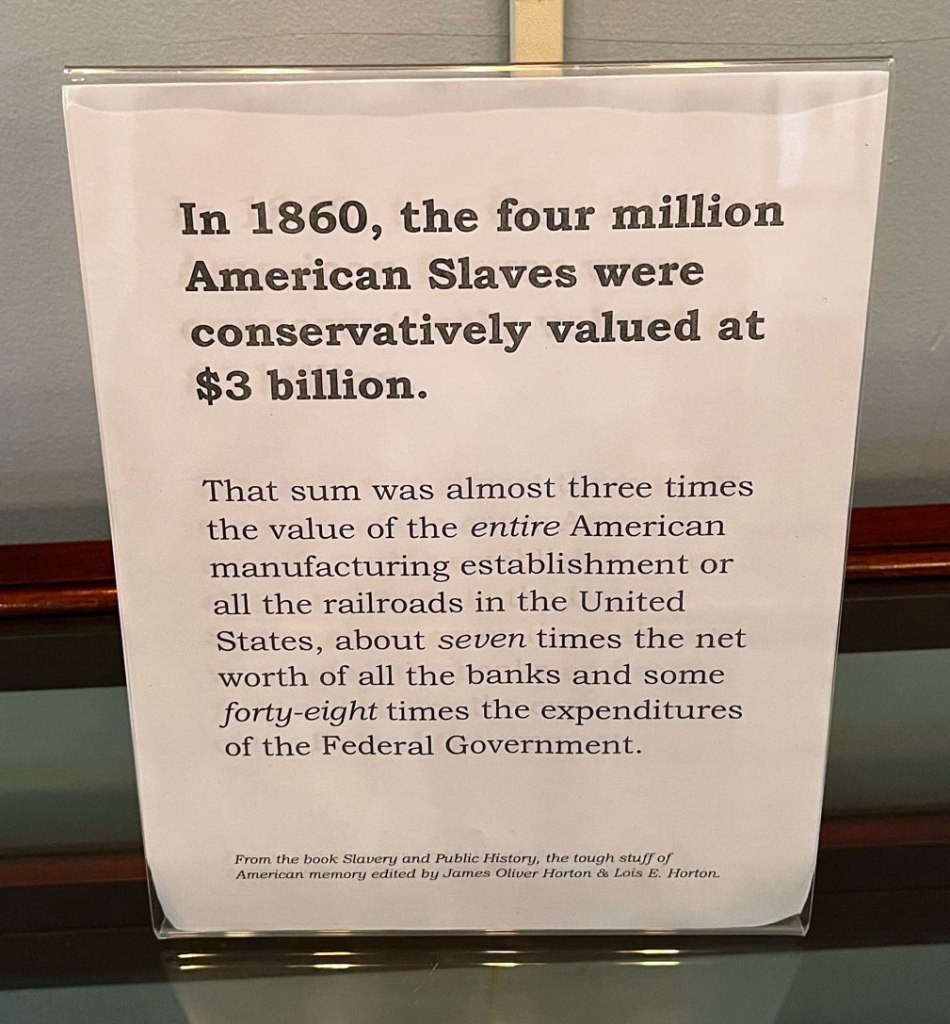 In 1860, the four million
American Slaves were
conservatively valued at
$3 billion.
That sum was almost three times
the value of the entire American
manufacturing establishment or
all the railroads in the United
States, about seven times the net
worth of all the banks and some
forty-eight times the expenditures
of the Federal Government.
From the book Slavery and Public History, the tough stuff of
American memory edited by James Oliver Horton & Lois E. Horton.